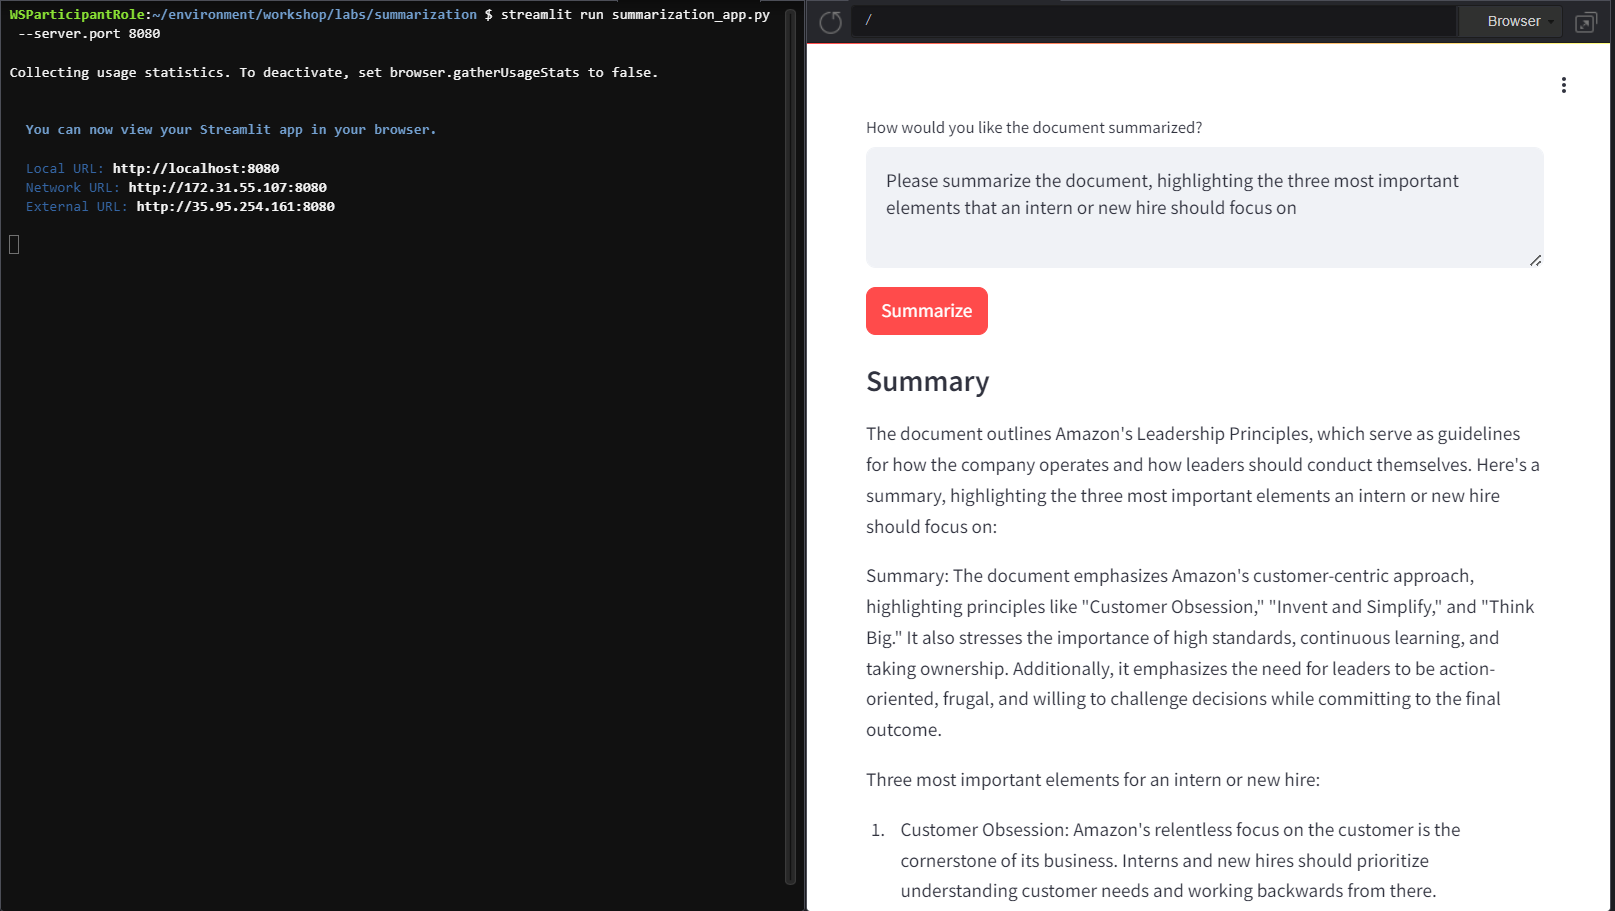 WSParticipantRole:~/environment/workshop/labs/summarization $ streamlit run summarization_app.py
--server.port 8080
Collecting usage statistics. To deactivate, set browser.gatherUsageStats to false.
You can now view your Streamlit app in your browser.
Local URL: http://localhost:8080
Network URL: http://172.31.55.107:8080
External URL: http://35.95.254.161:8080
/
Browser
How would you like the document summarized?
Please summarize the document, highlighting the three most important
elements that an intern or new hire should focus on
Summarize
Summary
The document outlines Amazon's Leadership Principles, which serve as guidelines
for how the company operates and how leaders should conduct themselves. Here's a
summary, highlighting the three most important elements an intern or new hire
should focus on:
Summary: The document emphasizes Amazon's customer-centric approach,
highlighting principles like "Customer Obsession," "Invent and Simplify," and "Think
Big." It also stresses the importance of high standards, continuous learning, and
taking ownership. Additionally, it emphasizes the need for leaders to be action-
oriented, frugal, and willing to challenge decisions while committing to the final
outcome.
Three most important elements for an intern or new hire:
1. Customer Obsession: Amazon's relentless focus on the customer is the
cornerstone of its business. Interns and new hires should prioritize
understanding customer needs and working backwards from there.